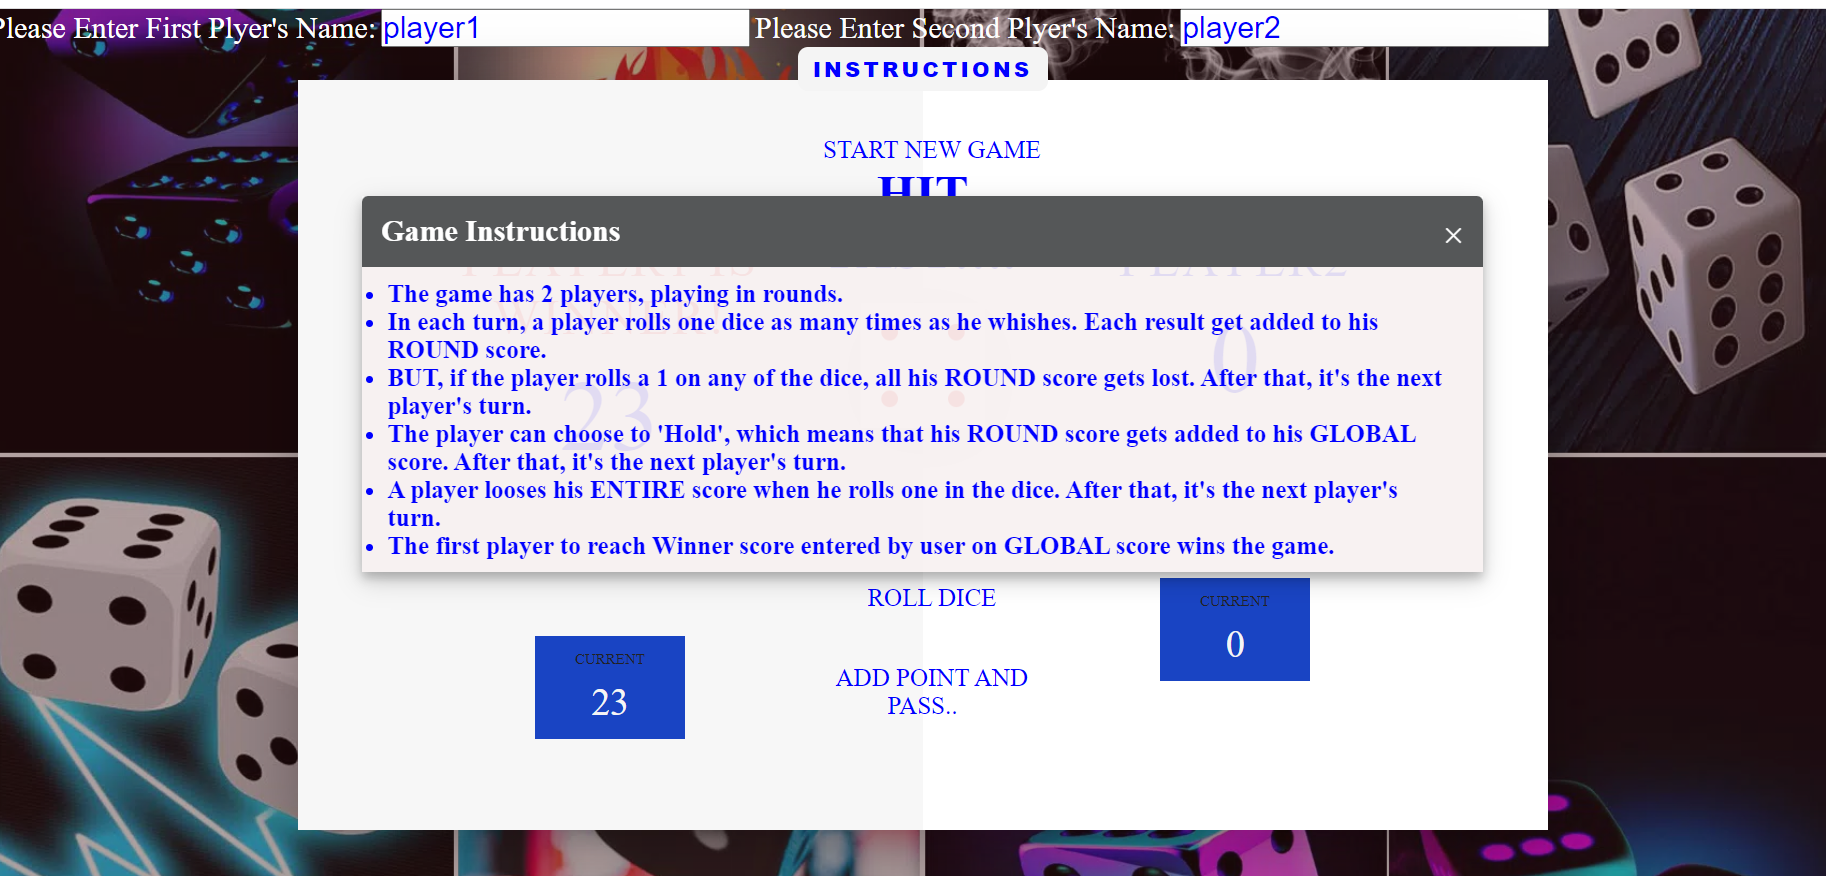 Please Enter First Plyer's Name: player1 Please Enter Second Plyer's Name: player2
INSTRUCTIONS
START NEW GAME
HIT
Game Instructions
PLAYER1 IS
PLAYER2
WINNER!
• The game has 2 players, playing in rounds.
• In each turn, a player rolls one dice as many times as he whishes. Each result get added to his
ROUND score.
0
• BUT, if the player rolls a 1 on any of the dice, all his ROUND score gets lost. After that, it's the next
player's turn.
23
• The player can choose to 'Hold', which means that his ROUND score gets added to his GLOBAL
score. After that, it's the next player's turn.
• A player looses his ENTIRE score when he rolls one in the dice. After that, it's the next player's
turn.
• The first player to reach Winner score entered by user on GLOBAL score wins the game.
ROLL DICE
CURRENT
0
CURRENT
23
ADD POINT AND
PASS..